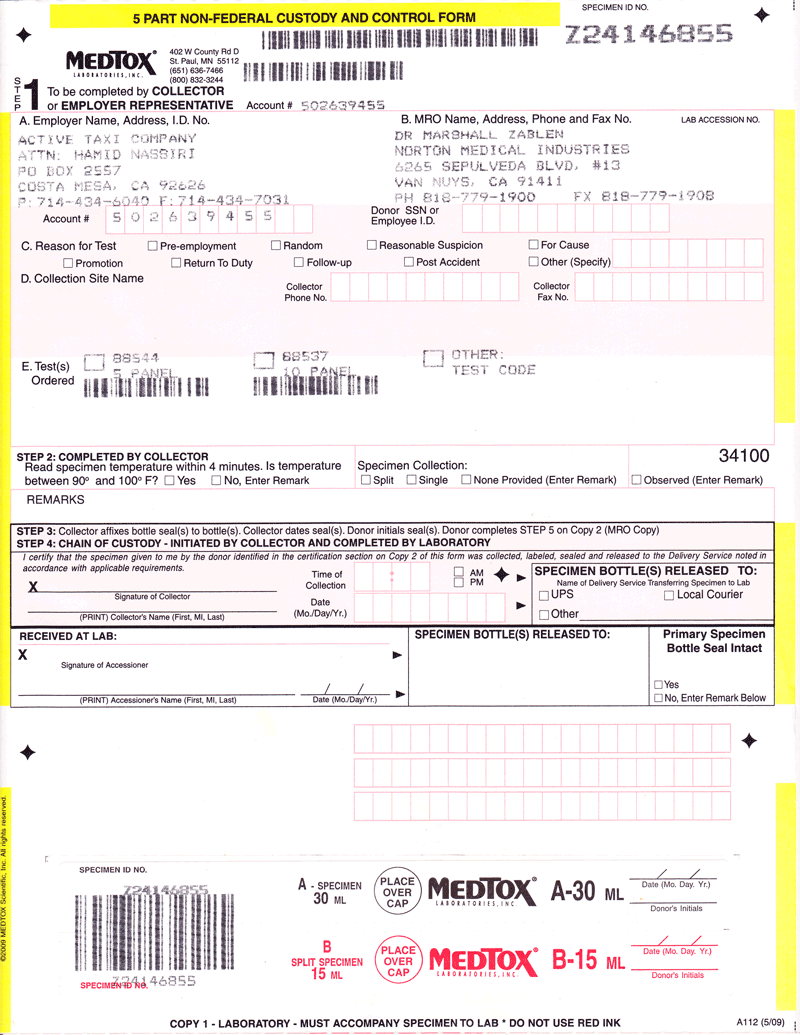 5 PART NON-FEDERAL CUSTODY AND CONTROL FORM
SPECIMEN ID NO.
Z24146855
MEDTOX®
LABORATORIES, INC.
402 W County Rd D
St. Paul, MN 55112
(651) 636-7466
(800) 832-3244
STEP 1
To be completed by COLLECTOR
or EMPLOYER REPRESENTATIVE
Account # 502639455
A. Employer Name, Address, I.D. No.
ACTIVE TAXI COMPANY
ATTN: HAMID NASSIRI
PO BOX 2557
COSTA MESA, CA 92626
P: 714-434-6040 F: 714-434-7031
B. MRO Name, Address, Phone and Fax No.
LAB ACCESSION NO.
DR MARSHALL ZABLEN
NORTON MEDICAL INDUSTRIES
6265 SEPULVEDA BLVD, #13
VAN NUYS, CA 91411
PH 818-779-1900 FX 818-779-1908
Account # 502639455
Donor SSN or
Employee I.D.
C. Reason for Test
Pre-employment
Random
Reasonable Suspicion
For Cause
Promotion
Return To Duty
Follow-up
Post Accident
Other (Specify)
D. Collection Site Name
Collector
Phone No.
Collector
Fax No.
E. Test(s)
Ordered
88544
5 PANEL
88537
10 PANEL
OTHER:
TEST CODE
STEP 2: COMPLETED BY COLLECTOR
Read specimen temperature within 4 minutes. Is temperature
between 90° and 100° F? Yes No, Enter Remark
Specimen Collection:
Split Single None Provided (Enter Remark)
34100
Observed (Enter Remark)
REMARKS
STEP 3: Collector affixes bottle seal(s) to bottle(s). Collector dates seal(s). Donor initials seal(s). Donor completes STEP 5 on Copy 2 (MRO Copy)
STEP 4: CHAIN OF CUSTODY - INITIATED BY COLLECTOR AND COMPLETED BY LABORATORY
I certify that the specimen given to me by the donor identified in the certification section on Copy 2 of this form was collected, labeled, sealed and released to the Delivery Service noted in
accordance with applicable requirements.
X
Signature of Collector
(PRINT) Collector's Name (First, MI, Last)
Time of
Collection
AM
PM
Date
(Mo./Day/Yr.)
SPECIMEN BOTTLE(S) RELEASED TO:
Name of Delivery Service Transferring Specimen to Lab
UPS
Local Courier
Other
RECEIVED AT LAB:
X
Signature of Accessioner
(PRINT) Accessioner's Name (First, MI, Last)
Date (Mo./Day/Yr.)
SPECIMEN BOTTLE(S) RELEASED TO:
Primary Specimen
Bottle Seal Intact
Yes
No, Enter Remark Below
©2009 MEDTOX Scientific, Inc. All rights reserved.
SPECIMEN ID NO.
Z24146855
A - SPECIMEN
30 ML
PLACE
OVER
CAP
MEDTOX®
LABORATORIES, INC
A-30 ML
Date (Mo. Day. Yr.)
Donor's Initials
B
SPLIT SPECIMEN
15 ML
PLACE
OVER
CAP
MEDTOX®
LABORATORIES, INC.
B-15 ML
Date (Mo. Day. Yr.)
Donor's Initials
SPECIMEN ID NO.
Z24146855
COPY 1 - LABORATORY - MUST ACCOMPANY SPECIMEN TO LAB * DO NOT USE RED INK
A112 (5/09)